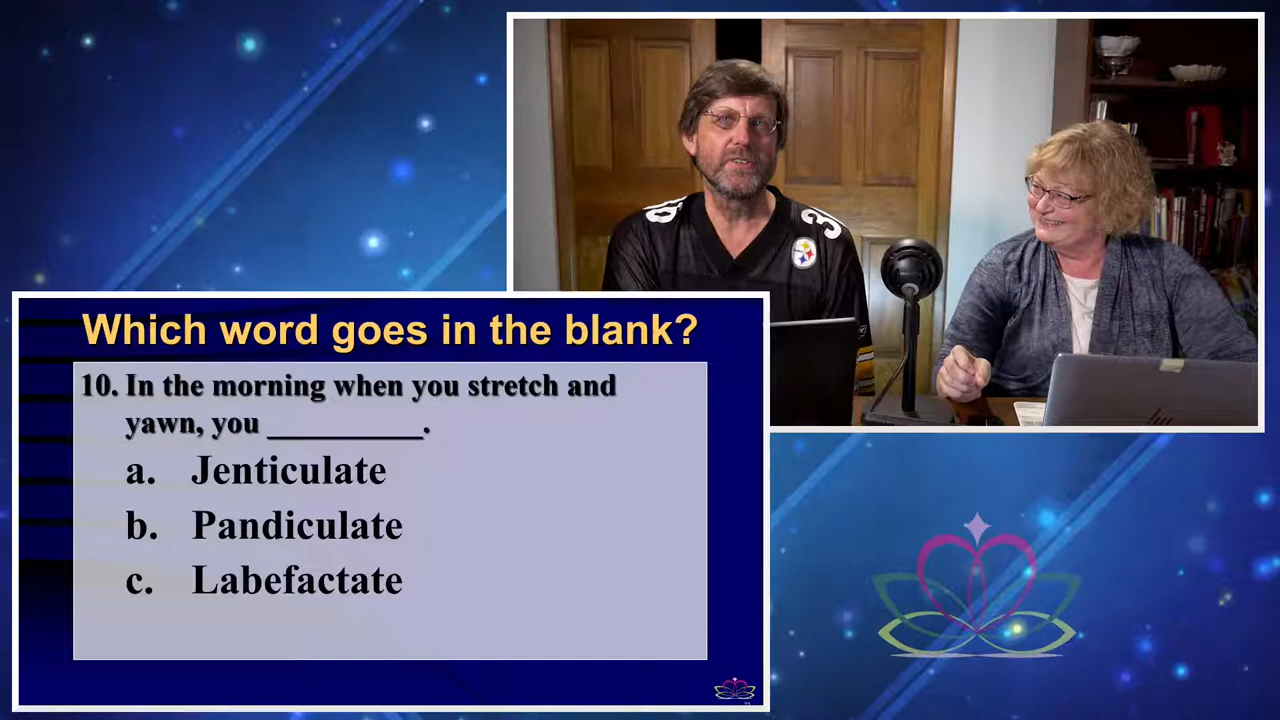 Which word goes in the blank?
10. In the morning when you stretch and
yawn, you __________.
a. Jenticulate
b. Pandiculate
c. Labefactate